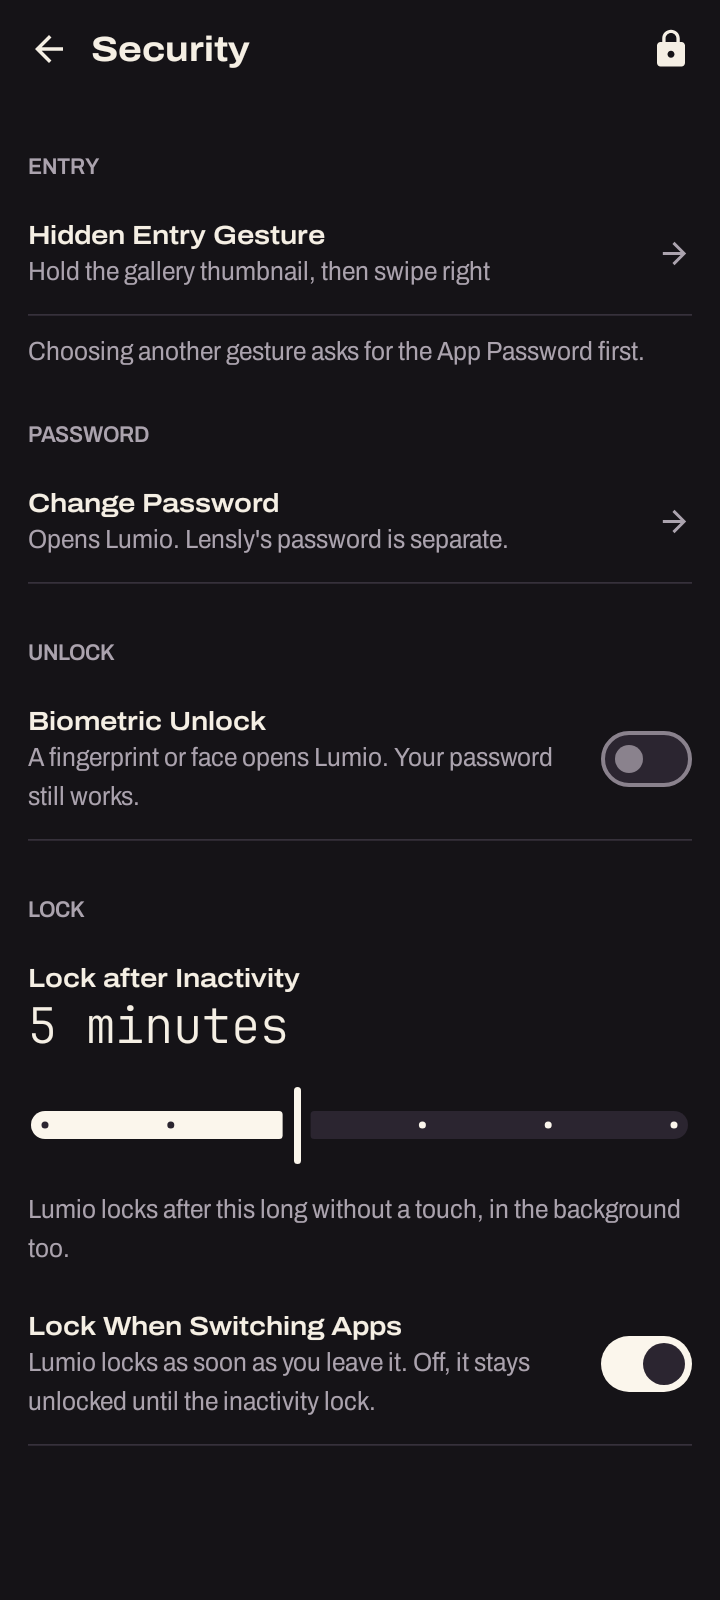 Security
ENTRY
Hidden Entry Gesture
Hold the gallery thumbnail, then swipe right
Choosing another gesture asks for the App Password first.
PASSWORD
Change Password
Opens Lumio. Lensly's password is separate.
UNLOCK
Biometric Unlock
A fingerprint or face opens Lumio. Your password
still works.
LOCK
Lock after Inactivity
5 minutes
Lumio locks after this long without a touch, in the background
too.
Lock When Switching Apps
Lumio locks as soon as you leave it. Off, it stays
unlocked until the inactivity lock.